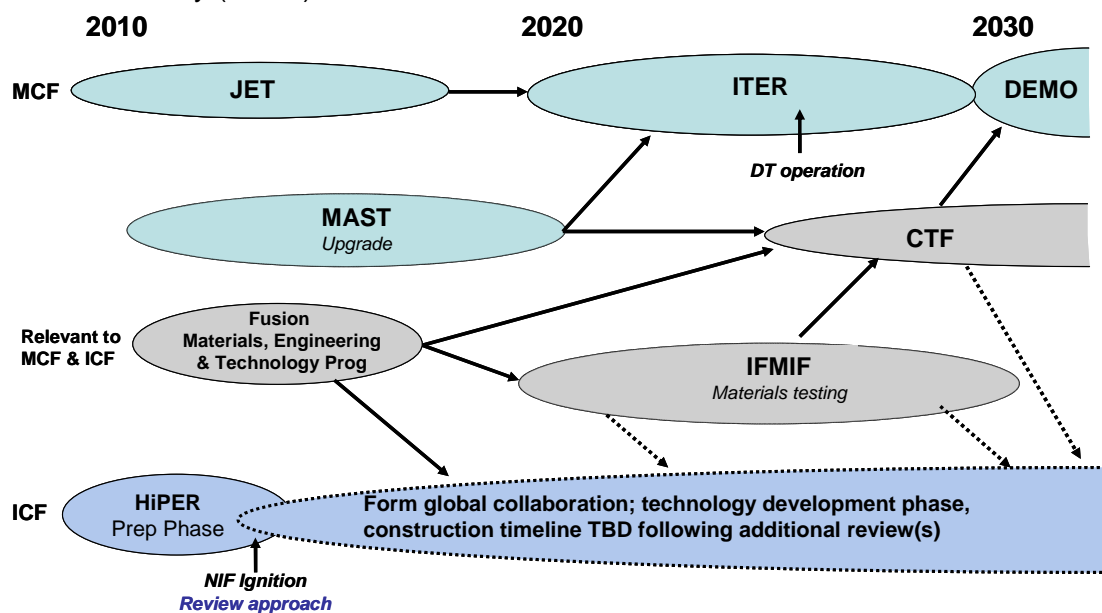 2010 2020 2030
MCF JET ITER DEMO
DT operation
MAST
Upgrade
CTF
Relevant to
MCF & ICF
Fusion
Materials, Engineering
& Technology Prog
IFMIF
Materials testing
ICF
HiPER
Prep Phase
Form global collaboration; technology development phase,
construction timeline TBD following additional review(s)
NIF Ignition
Review approach